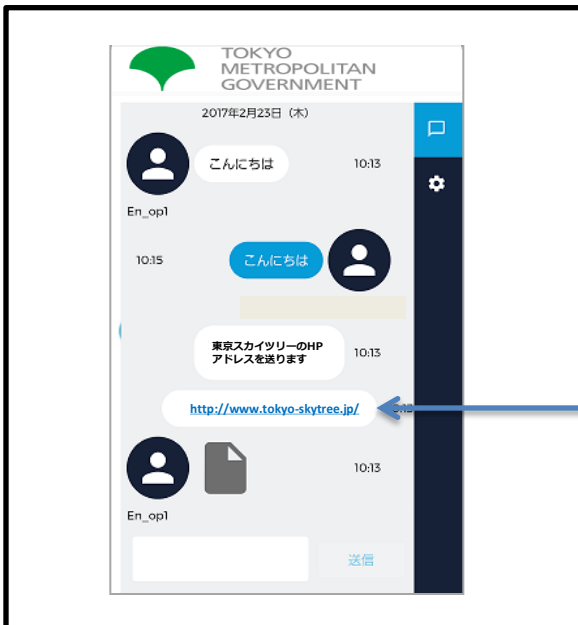 TOKYO
METROPOLITAN
GOVERNMENT
2017年2月23日（木）
こんにちは
10:13
En_op1
10:15
こんにちは
東京スカイツリーのHP
アドレスを送ります
10:13
http://www.tokyo-skytree.jp/
10:13
En_op1
送信